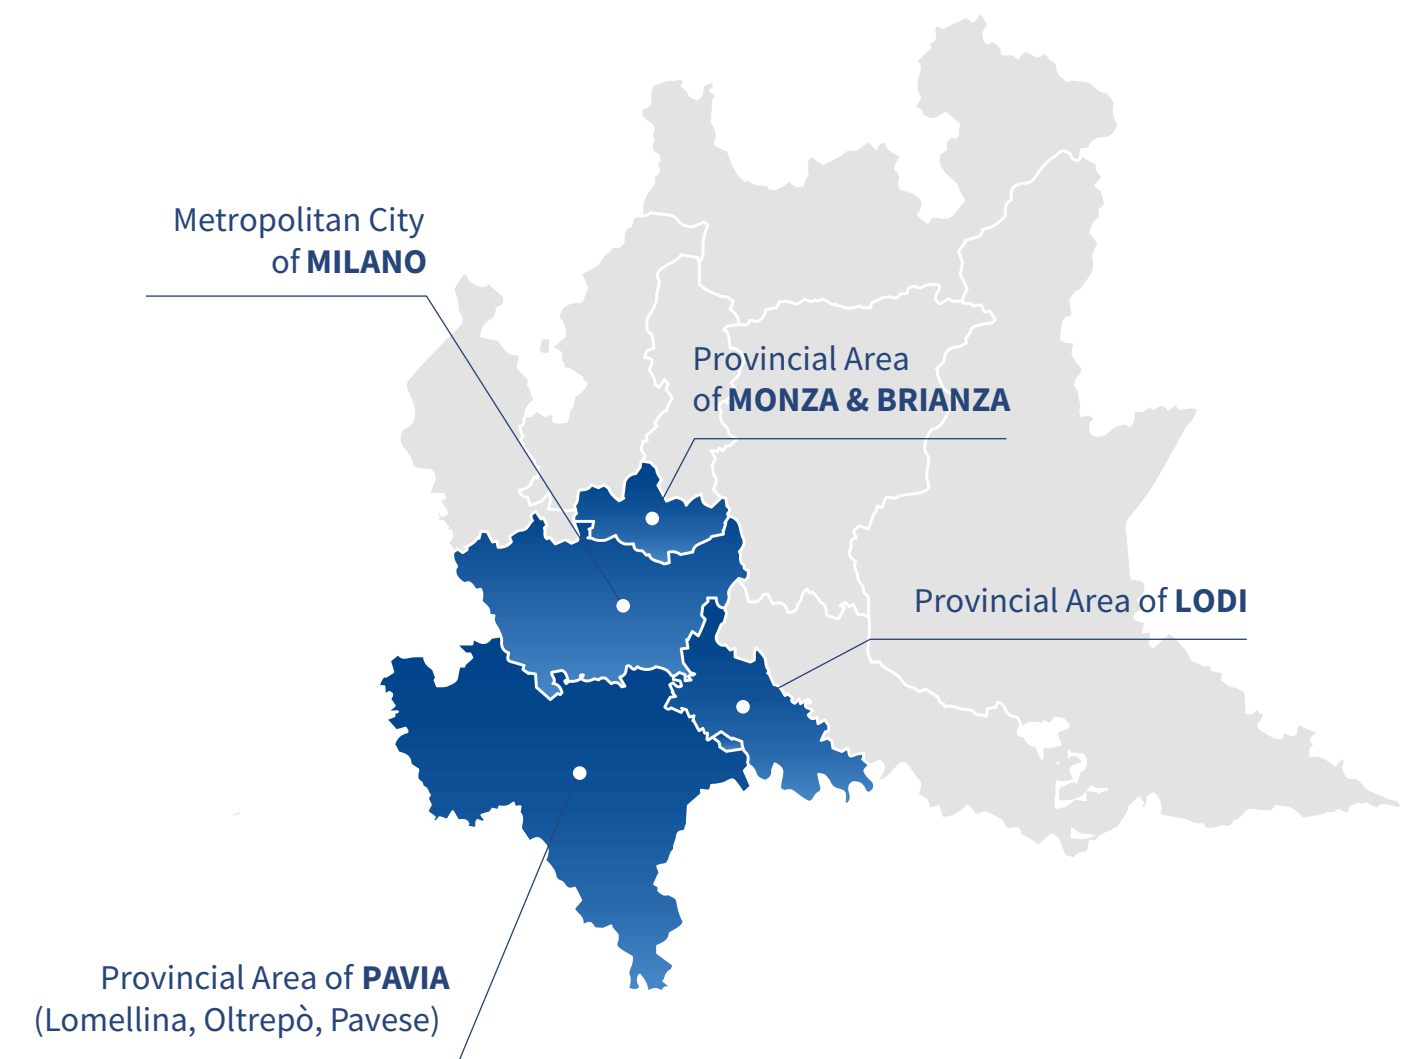 Metropolitan City
of MILANO
Provincial Area
of MONZA & BRIANZA
Provincial Area of LODI
Provincial Area of PAVIA
(Lomellina, Oltrepò, Pavese)